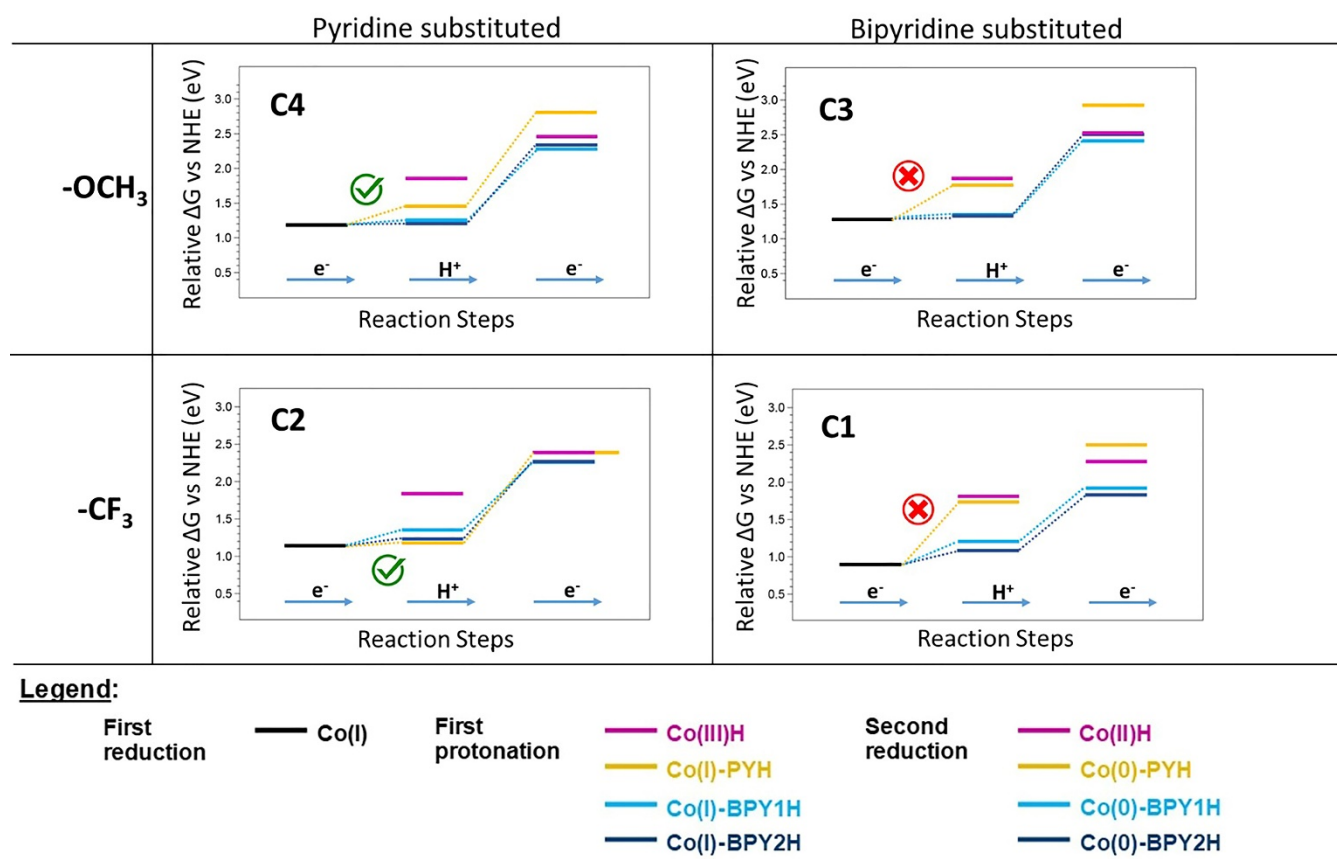 Pyridine substituted
Bipyridine substituted
-OCH₃
C4
Relative ΔG vs NHE (eV)
3.0
2.5
2.0
1.5
1.0
0.5
e⁻
H⁺
e⁻
Reaction Steps
C3
Relative ΔG vs NHE (eV)
3.0
2.5
2.0
1.5
1.0
0.5
e⁻
H⁺
e⁻
Reaction Steps
-CF₃
C2
Relative ΔG vs NHE (eV)
3.0
2.5
2.0
1.5
1.0
0.5
e⁻
H⁺
e⁻
Reaction Steps
C1
Relative ΔG vs NHE (eV)
3.0
2.5
2.0
1.5
1.0
0.5
e⁻
H⁺
e⁻
Reaction Steps
Legend:
First
reduction
Co(I)
First
protonation
Co(III)H
Co(I)-PYH
Co(I)-BPY1H
Co(I)-BPY2H
Second
reduction
Co(II)H
Co(0)-PYH
Co(0)-BPY1H
Co(0)-BPY2H